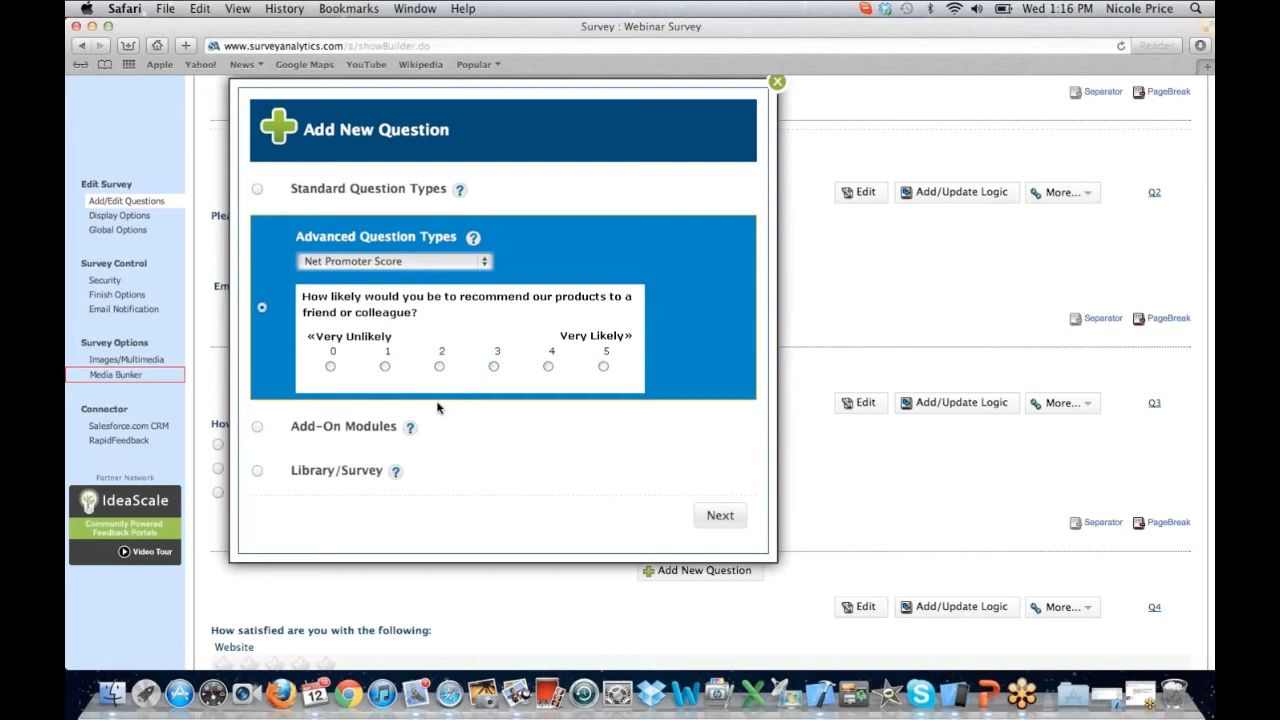 Safari File Edit View History Bookmarks Window Help Wed 1:16 PM Nicole Price
Survey : Webinar Survey
www.surveyanalytics.com/a/showBuilder.do Reader
Apple Yahoo! News Google Maps YouTube Wikipedia Popular
Separator PageBreak
Add New Question
Edit Survey
Add/Edit Questions
Display Options
Global Options
Survey Control
Security
Finish Options
Email Notification
Survey Options
Images/Multimedia
Media Bunker
Connector
Salesforce.com CRM
RapidFeedback
Partner Network
IdeaScale
Community Powered
Feedback Portals
Video Tour
Standard Question Types ?
Advanced Question Types ?
Net Promoter Score
How likely would you be to recommend our products to a
friend or colleague?
«Very Unlikely Very Likely»
0 1 2 3 4 5
Add-On Modules ?
Library/Survey ?
Next
Edit Add/Update Logic More... Q2
Plea
Em
Separator PageBreak
Edit Add/Update Logic More... Q3
How
Separator PageBreak
Add New Question
Edit Add/Update Logic More... Q4
How satisfied are you with the following:
Website
12